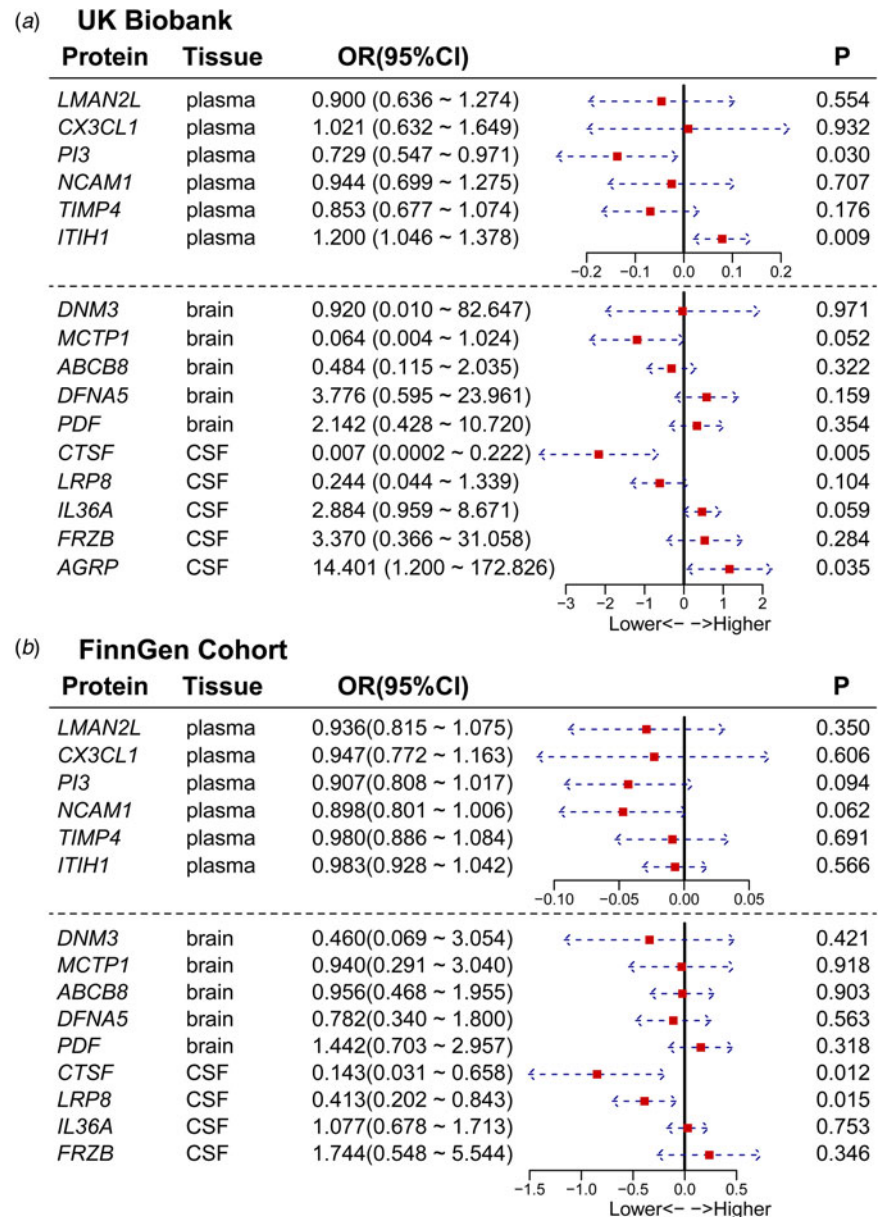 (a) UK Biobank
Protein Tissue OR(95%CI) P
LMAN2L plasma 0.900 (0.636 ~ 1.274) 0.554
CX3CL1 plasma 1.021 (0.632 ~ 1.649) 0.932
PI3 plasma 0.729 (0.547 ~ 0.971) 0.030
NCAM1 plasma 0.944 (0.699 ~ 1.275) 0.707
TIMP4 plasma 0.853 (0.677 ~ 1.074) 0.176
ITIH1 plasma 1.200 (1.046 ~ 1.378) 0.009
−0.2 −0.1 0.0 0.1 0.2
DNM3 brain 0.920 (0.010 ~ 82.647) 0.971
MCTP1 brain 0.064 (0.004 ~ 1.024) 0.052
ABCB8 brain 0.484 (0.115 ~ 2.035) 0.322
DFNA5 brain 3.776 (0.595 ~ 23.961) 0.159
PDF brain 2.142 (0.428 ~ 10.720) 0.354
CTSF CSF 0.007 (0.0002 ~ 0.222) 0.005
LRP8 CSF 0.244 (0.044 ~ 1.339) 0.104
IL36A CSF 2.884 (0.959 ~ 8.671) 0.059
FRZB CSF 3.370 (0.366 ~ 31.058) 0.284
AGRP CSF 14.401 (1.200 ~ 172.826) 0.035
−3 −2 −1 0 1 2
Lower<− −>Higher
(b) FinnGen Cohort
Protein Tissue OR(95%CI) P
LMAN2L plasma 0.936(0.815 ~ 1.075) 0.350
CX3CL1 plasma 0.947(0.772 ~ 1.163) 0.606
PI3 plasma 0.907(0.808 ~ 1.017) 0.094
NCAM1 plasma 0.898(0.801 ~ 1.006) 0.062
TIMP4 plasma 0.980(0.886 ~ 1.084) 0.691
ITIH1 plasma 0.983(0.928 ~ 1.042) 0.566
−0.10 −0.05 0.00 0.05
DNM3 brain 0.460(0.069 ~ 3.054) 0.421
MCTP1 brain 0.940(0.291 ~ 3.040) 0.918
ABCB8 brain 0.956(0.468 ~ 1.955) 0.903
DFNA5 brain 0.782(0.340 ~ 1.800) 0.563
PDF brain 1.442(0.703 ~ 2.957) 0.318
CTSF CSF 0.143(0.031 ~ 0.658) 0.012
LRP8 CSF 0.413(0.202 ~ 0.843) 0.015
IL36A CSF 1.077(0.678 ~ 1.713) 0.753
FRZB CSF 1.744(0.548 ~ 5.544) 0.346
−1.5 −1.0 −0.5 0.0 0.5
Lower<− −>Higher